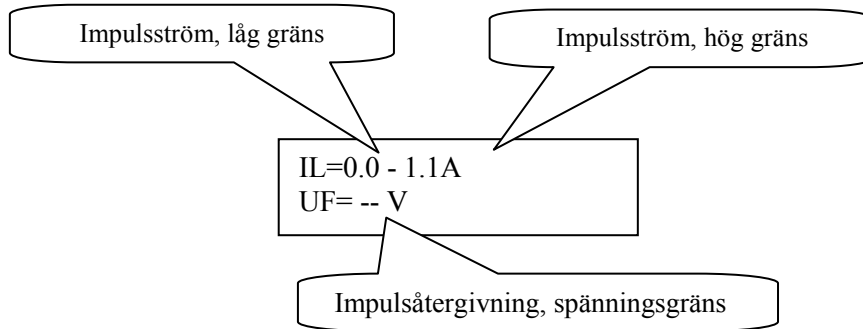 Impulsström, låg gräns
Impulsström, hög gräns
IL=0.0 - 1.1A
UF= -- V
Impulsåtergivning, spänningsgräns